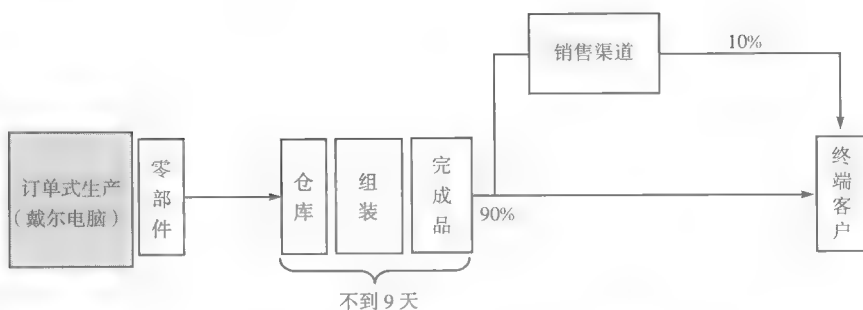 销售渠道
10%
订单式生产
（戴尔电脑）
零部件
仓库
组装
完成品
90%
终端客户
不到9天